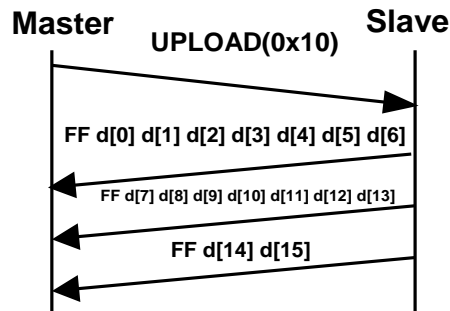 Master Slave
UPLOAD(0x10)
FF d[0] d[1] d[2] d[3] d[4] d[5] d[6]
FF d[7] d[8] d[9] d[10] d[11] d[12] d[13]
FF d[14] d[15]